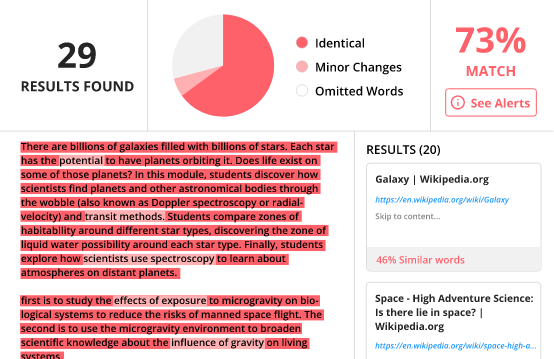 29
RESULTS FOUND
Identical
Minor Changes
Omitted Words
73%
MATCH
See Alerts
There are billions of galaxies filled with billions of stars. Each star
has the potential to have planets orbiting it. Does life exist on
some of those planets? In this module, students discover how
scientists find planets and other astronomical bodies through
the wobble (also known as Doppler spectroscopy or radial-
velocity) and transit methods. Students compare zones of
habitability around different star types, discovering the zone of
liquid water possibility around each star type. Finally, students
explore how scientists use spectroscopy to learn about
atmospheres on distant planets.
first is to study the effects of exposure to microgravity on bio-
logical systems to reduce the risks of manned space flight. The
second is to use the microgravity environment to broaden
scientific knowledge about the influence of gravity on living
systems.
RESULTS (20)
Galaxy | Wikipedia.org
https://en.wikipedia.org/wiki/Galaxy
Skip to content...
46% Similar words
Space - High Adventure Science:
Is there lie in space? |
Wikipedia.org
https://en.wikipedia.org/wiki/space-high-a...